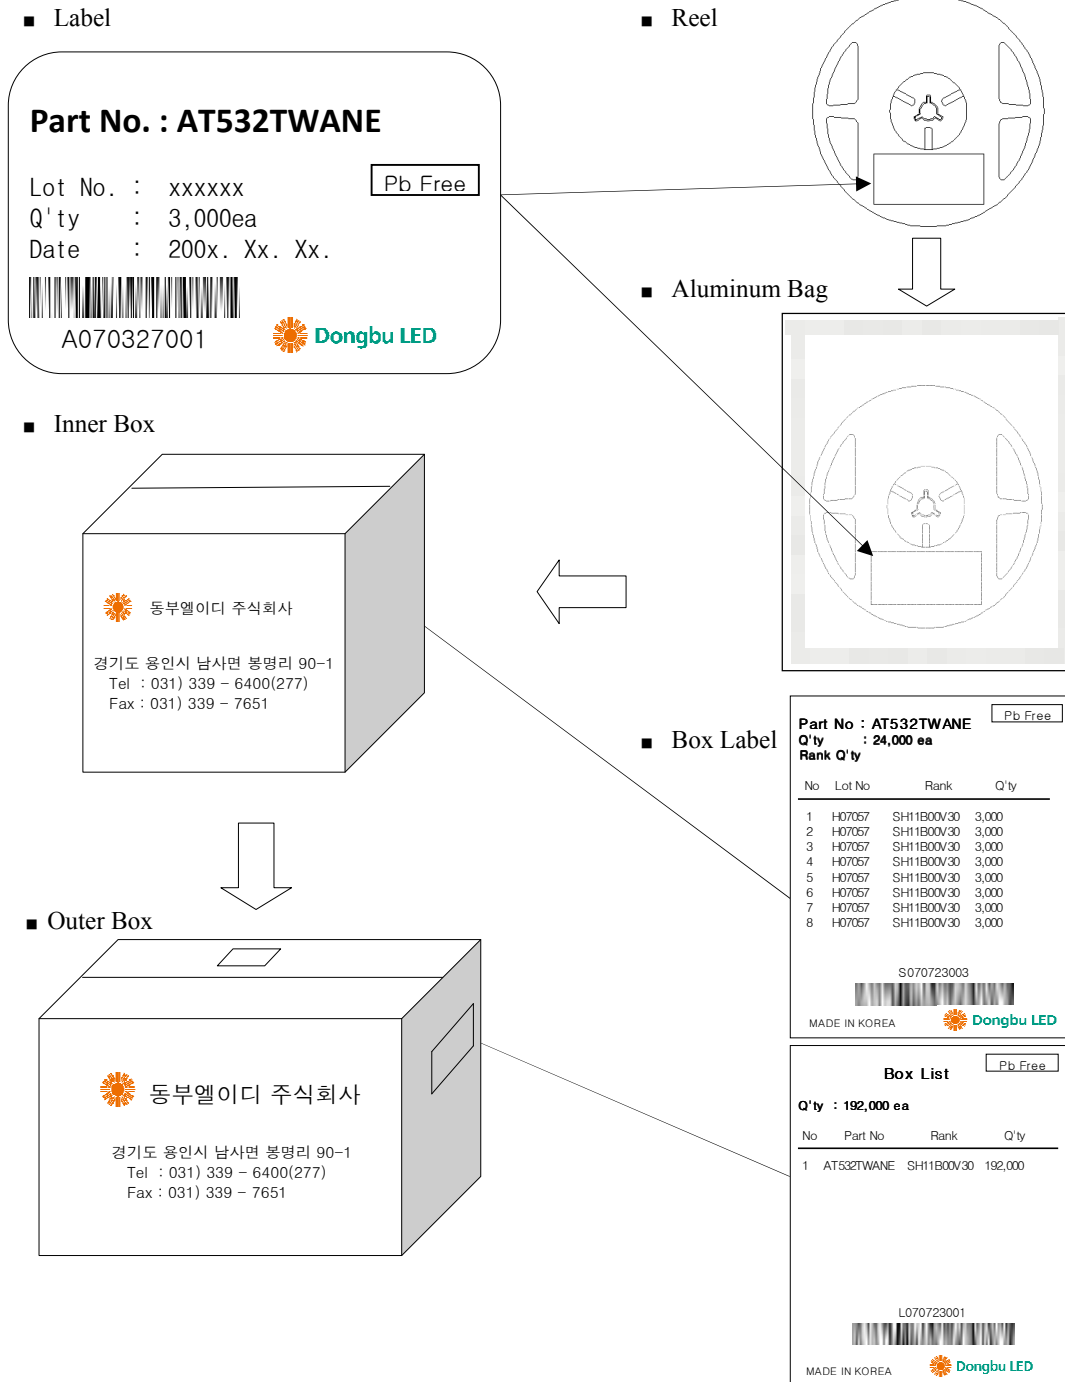 ■ Label
Part No. : AT532TWANE
Lot No. : xxxxxx
Pb Free
Q'ty : 3,000ea
Date : 200x. Xx. Xx.
A070327001
Dongbu LED
■ Reel
■ Aluminum Bag
■ Inner Box
동부엘이디 주식회사
경기도 용인시 남사면 봉명리 90-1
Tel : 031) 339 - 6400(277)
Fax : 031) 339 - 7651
■ Box Label
Pb Free
Part No : AT532TWANE
Q'ty : 24,000 ea
Rank Q'ty
No Lot No Rank Q'ty
1 H07057 SH11B00V30 3,000
2 H07057 SH11B00V30 3,000
3 H07057 SH11B00V30 3,000
4 H07057 SH11B00V30 3,000
5 H07057 SH11B00V30 3,000
6 H07057 SH11B00V30 3,000
7 H07057 SH11B00V30 3,000
8 H07057 SH11B00V30 3,000
S070723003
MADE IN KOREA Dongbu LED
■ Outer Box
동부엘이디 주식회사
경기도 용인시 남사면 봉명리 90-1
Tel : 031) 339 - 6400(277)
Fax : 031) 339 - 7651
Pb Free
Box List
Q'ty : 192,000 ea
No Part No Rank Q'ty
1 AT532TWANE SH11B00V30 192,000
L070723001
MADE IN KOREA Dongbu LED